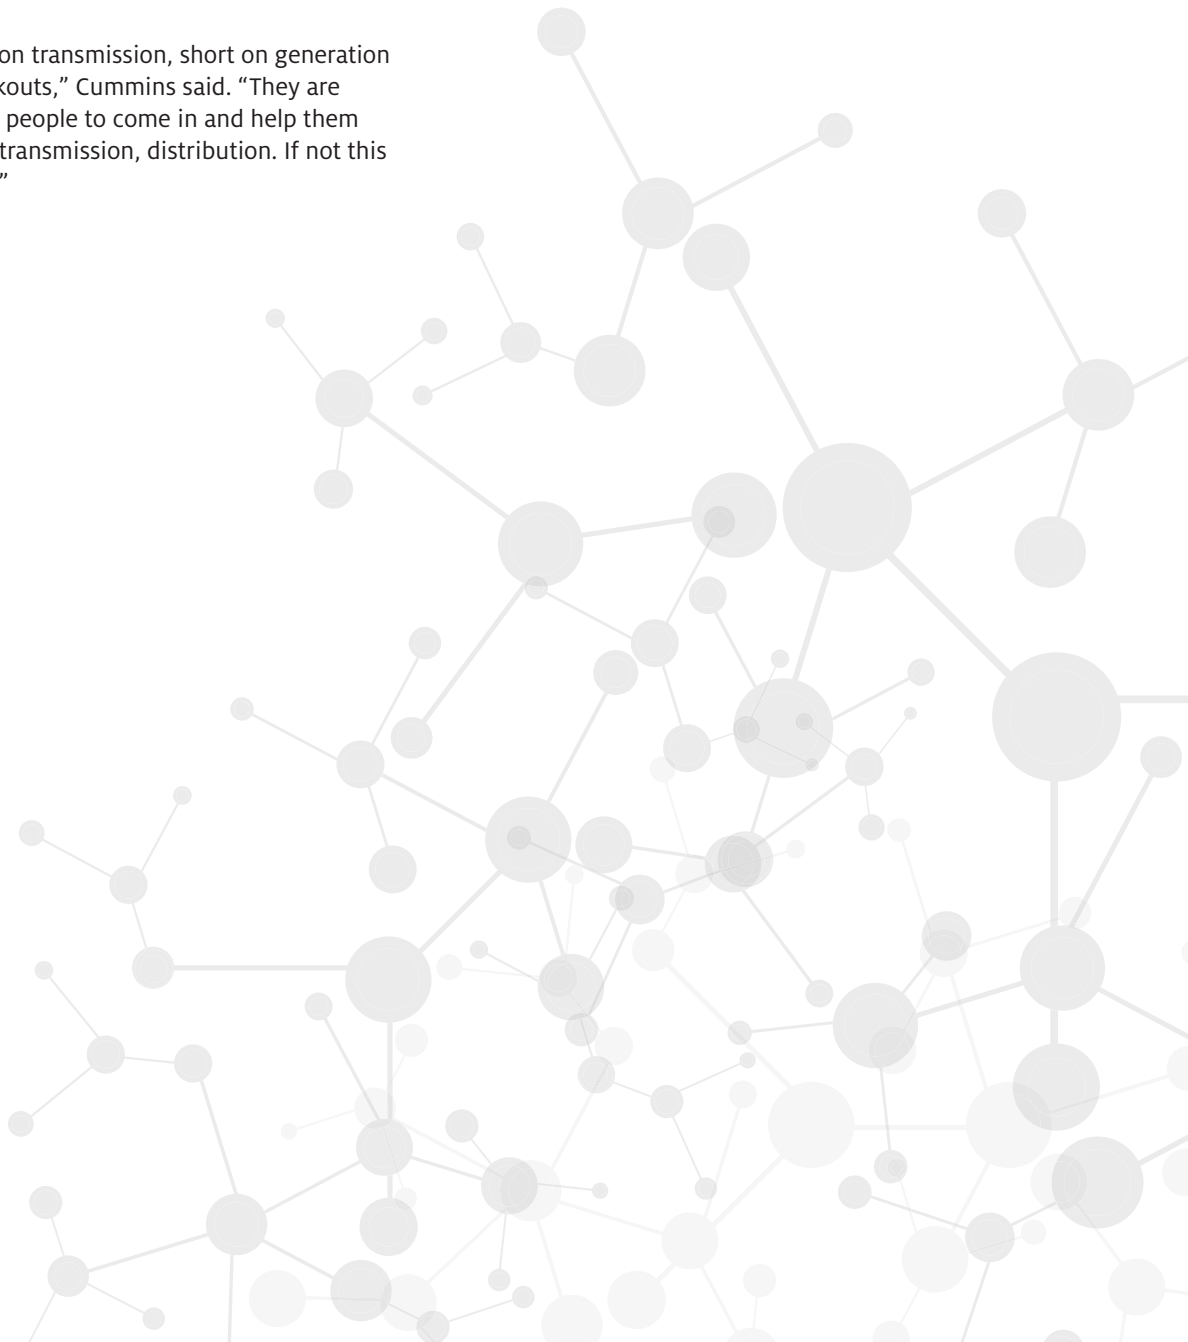 on transmission, short on generation
kouts,” Cummins said. “They are
people to come in and help them
transmission, distribution. If not this
”